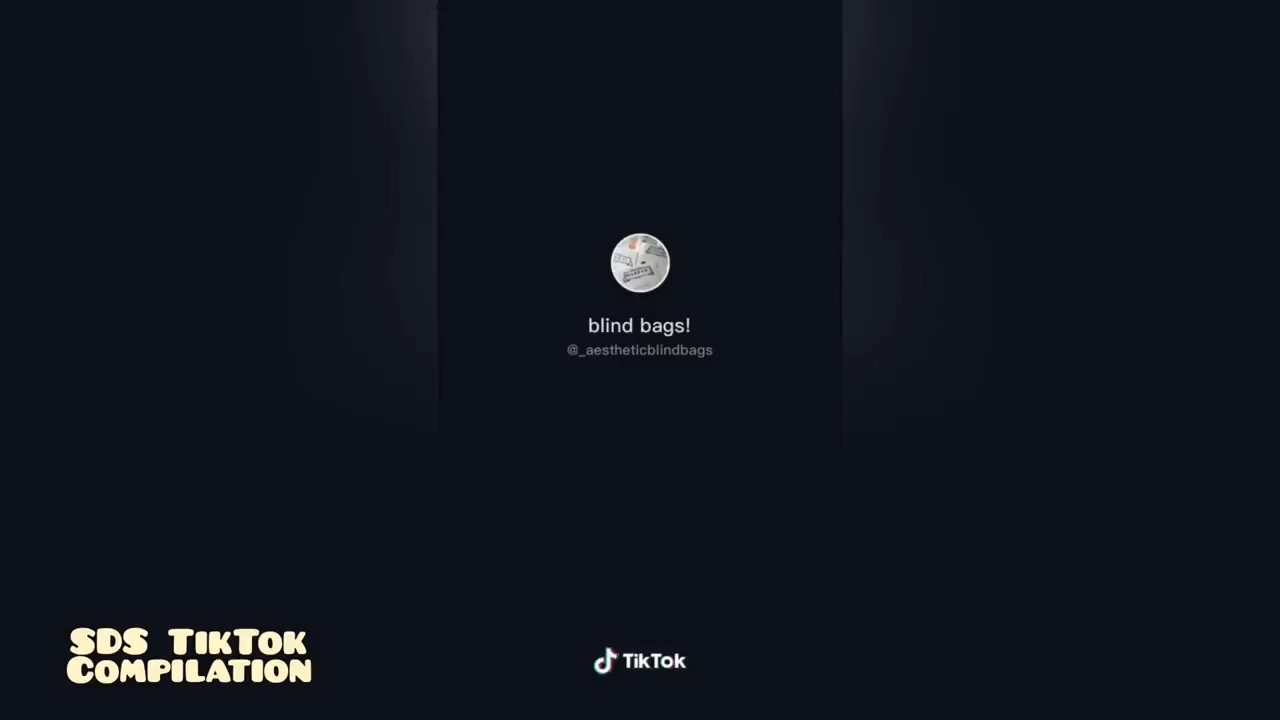 blind bags!
@_aestheticblindbags
SDS TikTok
Compilation
TikTok